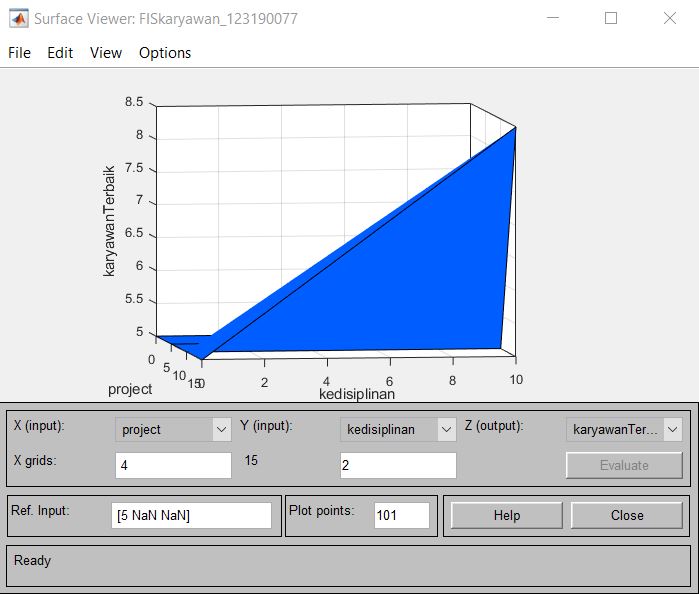 Surface Viewer: FISkaryawan_123190077
File Edit View Options
8.5
8
7.5
7
6.5
6
5.5
5
karyawanTerbaik
0
5
10
15
project
0 2 4 6 8 10
kedisiplinan
X (input): project Y (input): kedisiplinan Z (output): karyawanTer...
X grids: 4 15 2 Evaluate
Ref. Input: [5 NaN NaN] Plot points: 101 Help Close
Ready